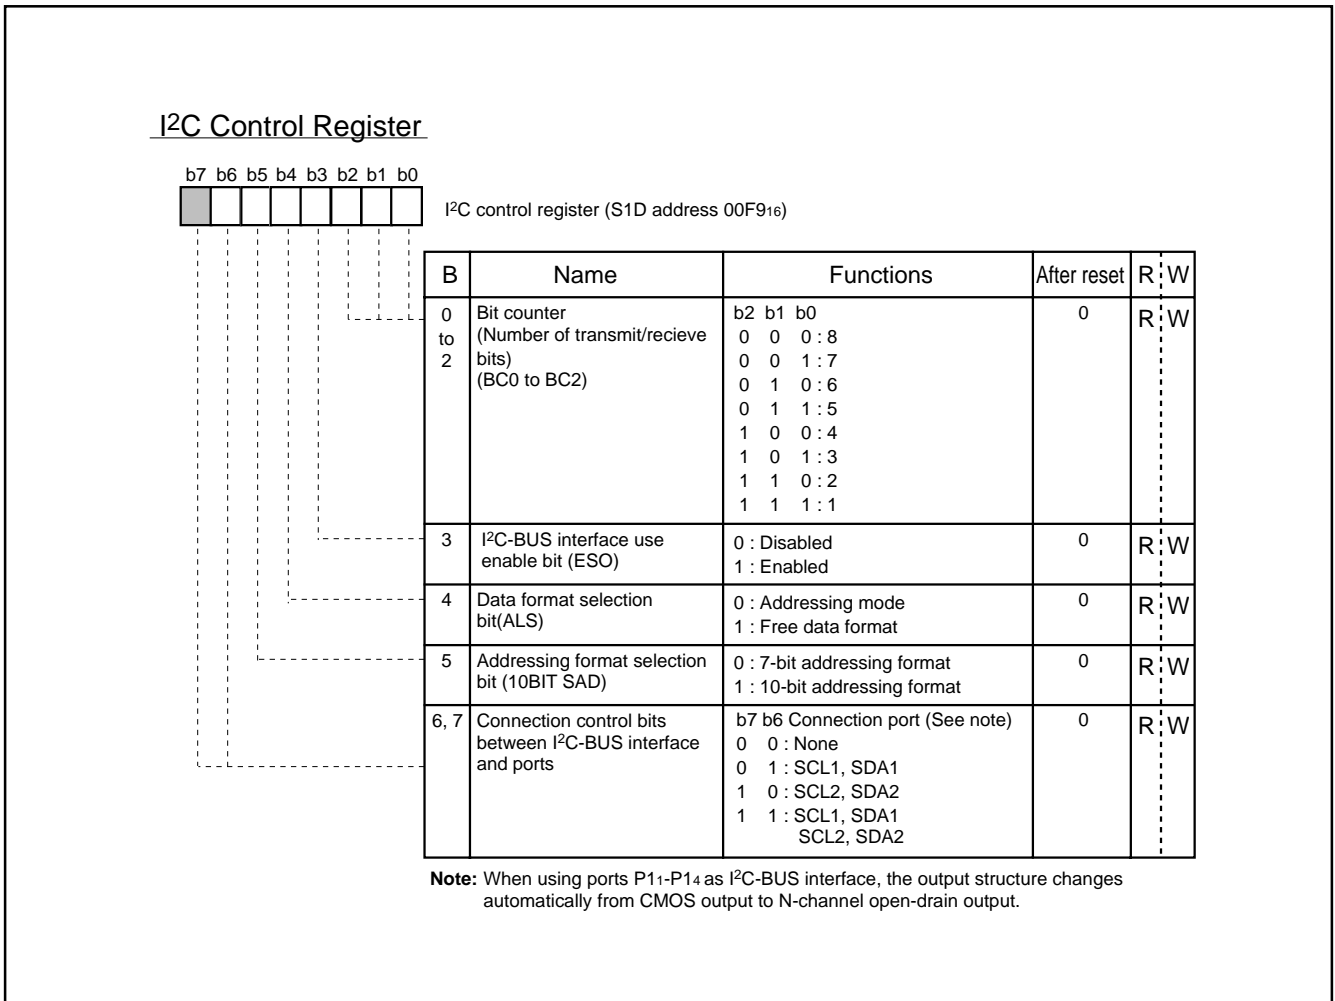 I2C Control Register
b7 b6 b5 b4 b3 b2 b1 b0
I2C control register (S1D address 00F916)
B Name Functions After reset R W
0 to 2
Bit counter
(Number of transmit/recieve
bits)
(BC0 to BC2)
b2 b1 b0
0 0 0 : 8
0 0 1 : 7
0 1 0 : 6
0 1 1 : 5
1 0 0 : 4
1 0 1 : 3
1 1 0 : 2
1 1 1 : 1
0
R W
3
I2C-BUS interface use
enable bit (ESO)
0 : Disabled
1 : Enabled
0
R W
4
Data format selection
bit(ALS)
0 : Addressing mode
1 : Free data format
0
R W
5
Addressing format selection
bit (10BIT SAD)
0 : 7-bit addressing format
1 : 10-bit addressing format
0
R W
6, 7
Connection control bits
between I2C-BUS interface
and ports
b7 b6 Connection port (See note)
0 0 : None
0 1 : SCL1, SDA1
1 0 : SCL2, SDA2
1 1 : SCL1, SDA1
SCL2, SDA2
0
R W
Note: When using ports P11-P14 as I2C-BUS interface, the output structure changes
automatically from CMOS output to N-channel open-drain output.